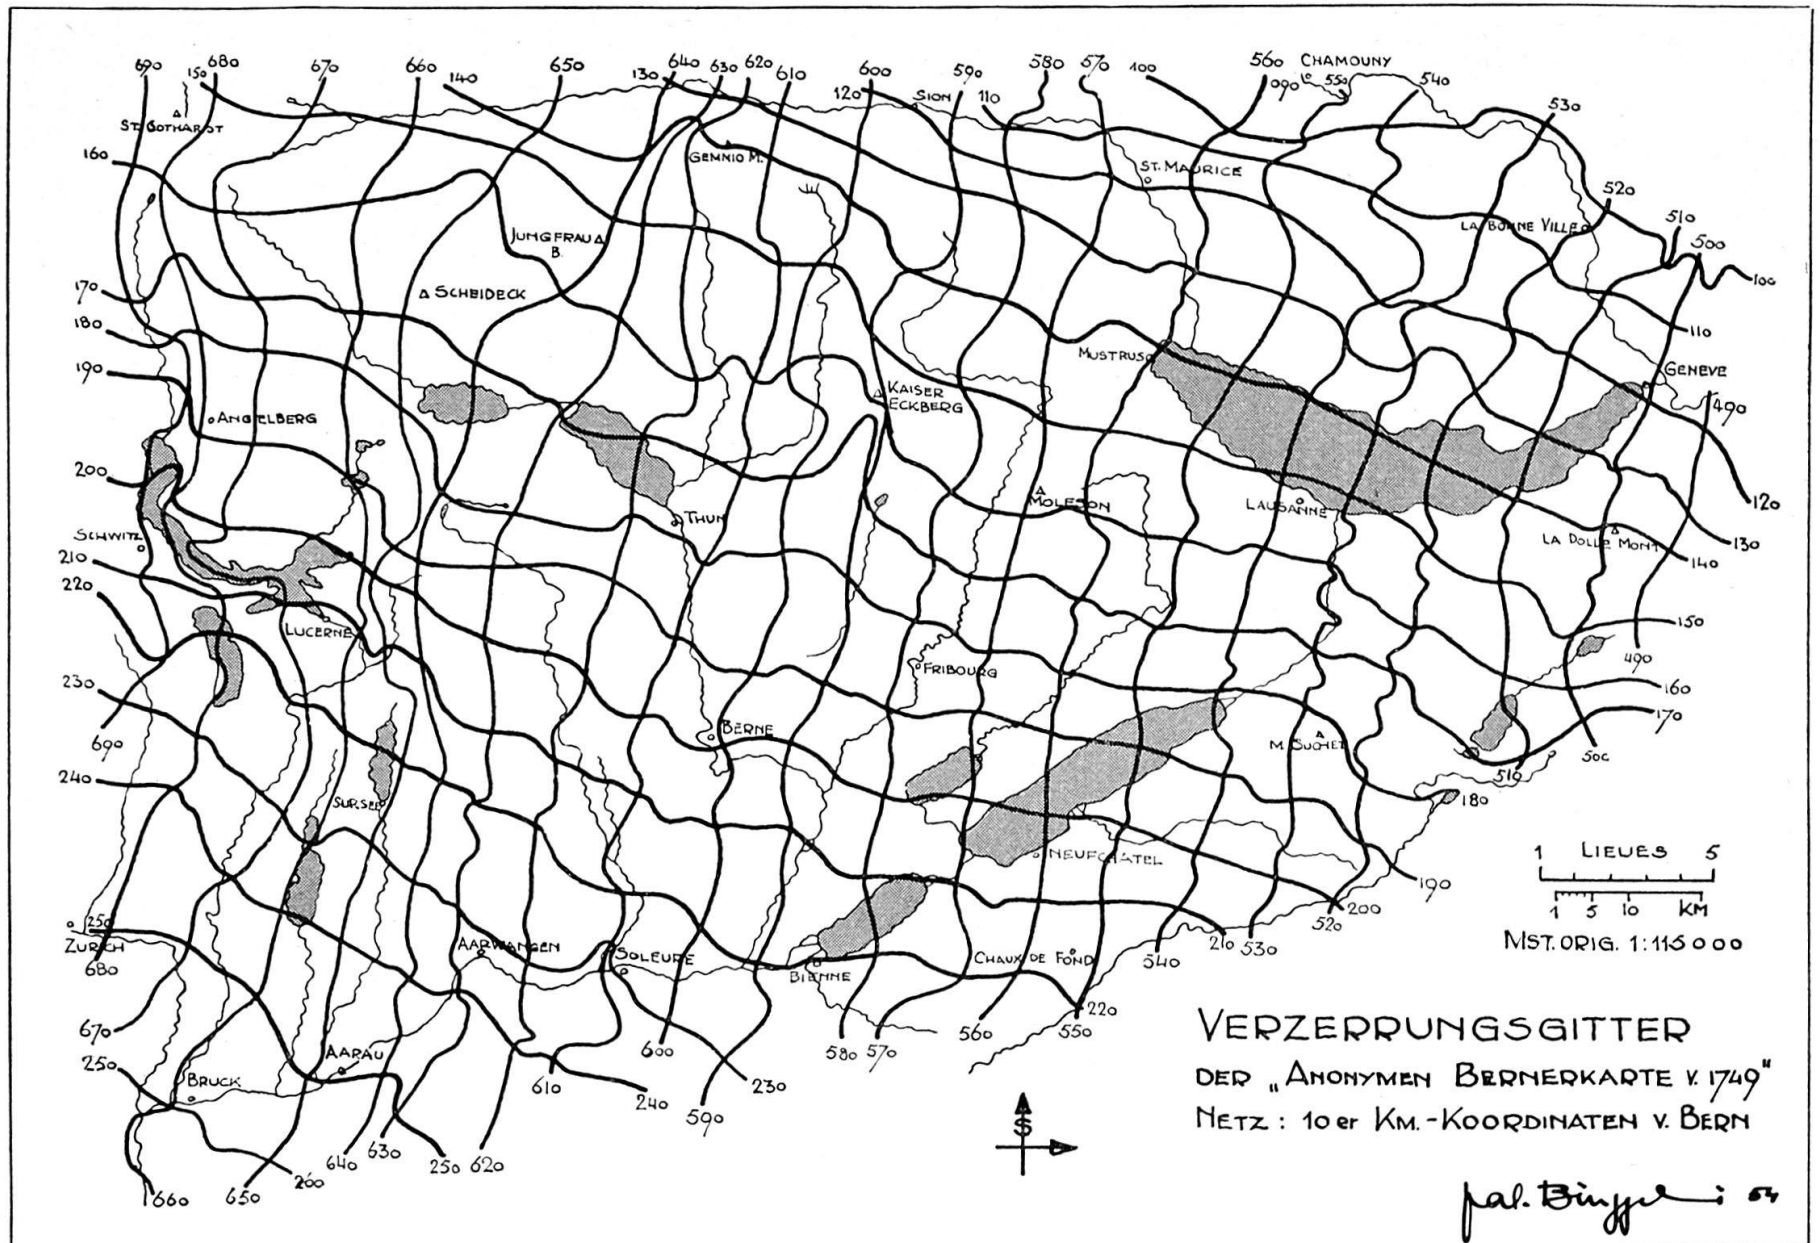 690
150
680
670
660
140
650
130
640
630
620
610
120
600
SION
590
110
580
570
100
560
CHAMOUNY
090
550
540
530
ST. GOTHARDT
160
GEMNIO M.
ST. MAURICE
520
510
500
LA BONNE VILLE
JUNGFRAU
B.
100
170
SCHEIDECK
180
110
MUSTRUS
190
GENEVE
KAISER
ECKBERG
490
ANGELBERG
200
MOLESON
LAUSANNE
120
THUN
SCHWITZ
LA DOLLE MONT
130
210
140
220
LUCERNE
150
FRIBOURG
490
230
160
170
690
BERNE
M. SUCHET
500
240
510
SURSEE
180
NEUFCHÂTEL
1 LIEUES 5
190
1 5 10 KM
200
250
ZURICH
520
210 530
MST. ORIG. 1:115000
AARWANGEN
SOLEURE
680
BIENNE
CHAUX DE FOND
540
220
550
670
560
VERZERRUNGSGITTER
600
580 570
250
AARAU
BRUCK
610
230
DER „ANONYMEN BERNERKARTE V. 1749"
240
590
NETZ : 10er KM.-KOORDINATEN V. BERN
S
640
630
250 620
200
660
650
54